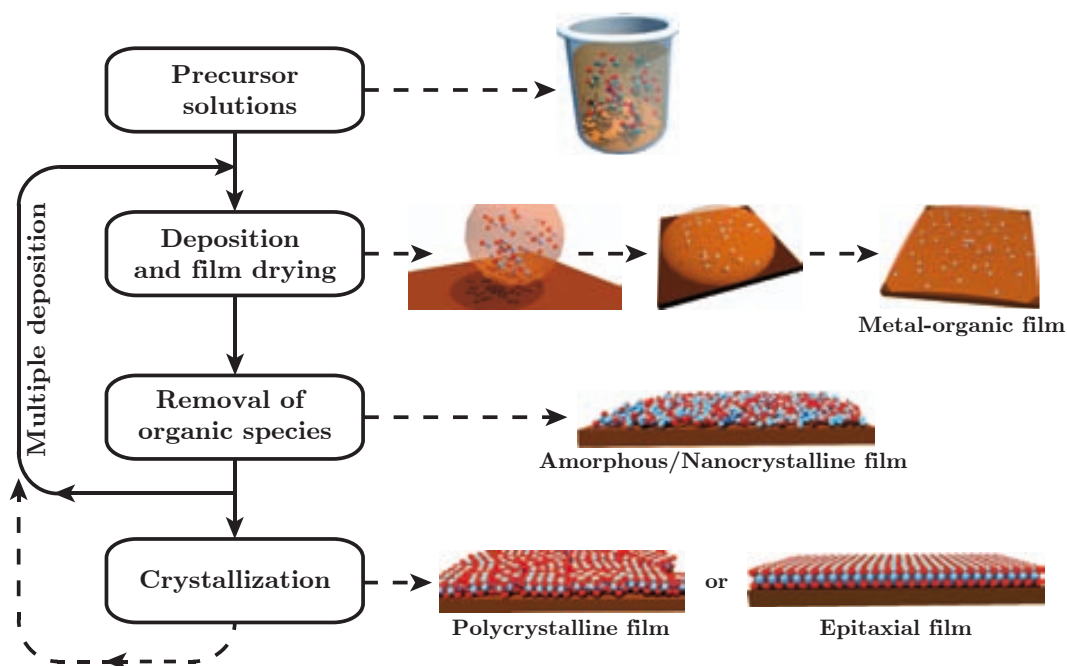 Precursor
solutions
Multiple deposition
Deposition
and film drying
Metal-organic film
Removal of
organic species
Amorphous/Nanocrystalline film
Crystallization
or
Polycrystalline film
Epitaxial film